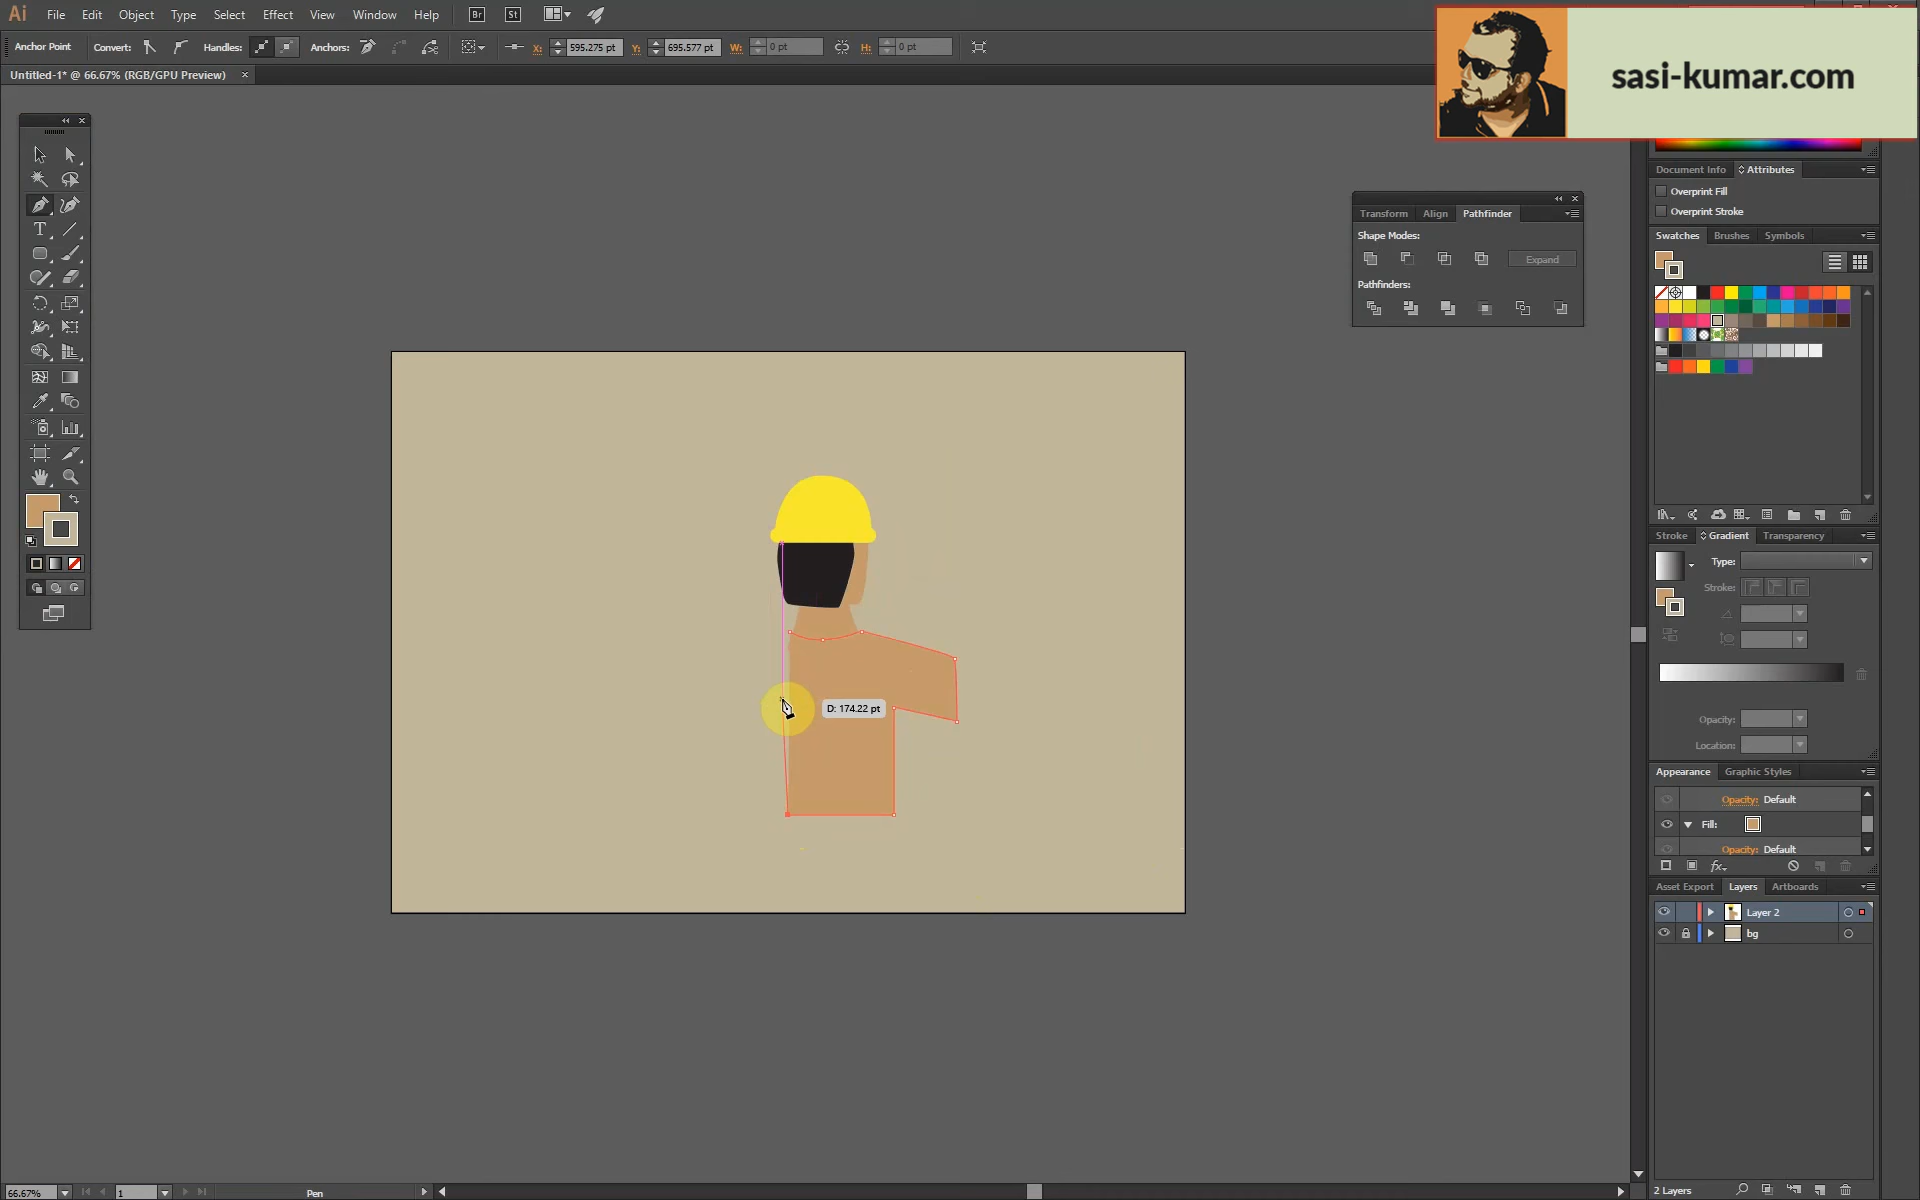 Ai File Edit Object Type Select Effect View Window Help Br St
sasi-kumar.com
Anchor Point Convert: Handles: Anchors: X: 595.275 pt Y: 695.577 pt W: 0 pt H: 0 pt
Untitled-1* @ 66.67% (RGB/GPU Preview) ×
Document Info Attributes
Overprint Fill
Overprint Stroke
Transform Align Pathfinder
Shape Modes:
Expand
Pathfinders:
Swatches Brushes Symbols
T
Stroke Gradient Transparency
Type:
Stroke:
D: 174.22 pt
Opacity:
Location:
Appearance Graphic Styles
Opacity: Default
Fill:
Opacity: Default
fx
Asset Export Layers Artboards
Layer 2
bg
66.67% 1 Pen
2 Layers